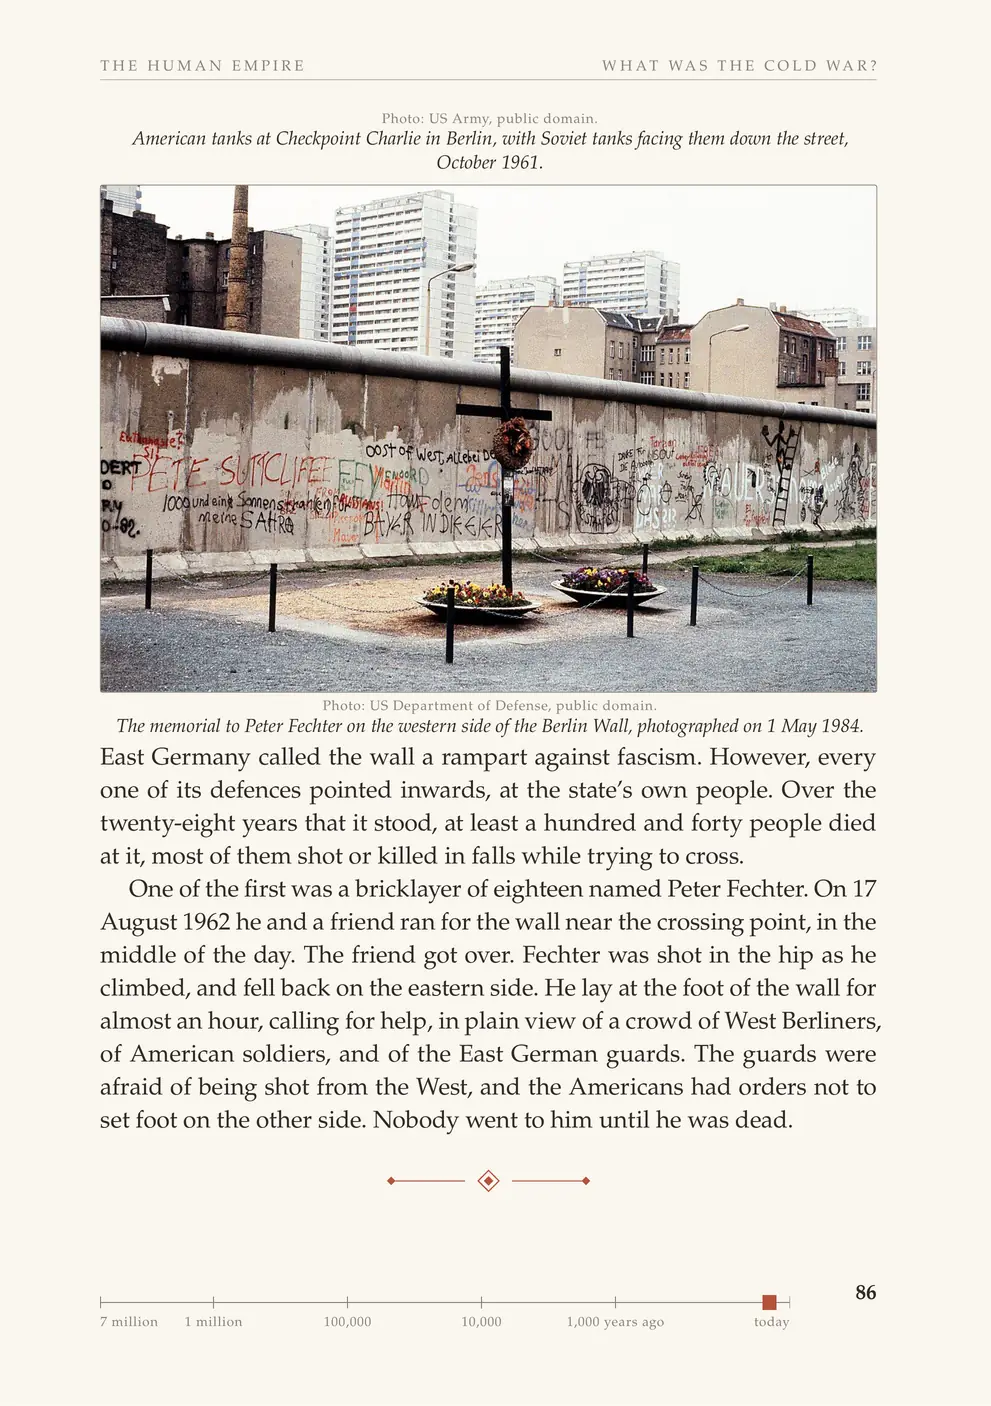 THE HUMAN EMPIRE
WHAT WAS THE COLD WAR?
Photo: US Army, public domain.
American tanks at Checkpoint Charlie in Berlin, with Soviet tanks facing them down the street,
October 1961.
DERT
PETE SUTCLIFFE
OOST of WEST, Allebei
1000 und eine Sonnenstrahlen für
meine SAHRA
MAUER
DAS
Photo: US Department of Defense, public domain.
The memorial to Peter Fechter on the western side of the Berlin Wall, photographed on 1 May 1984.
East Germany called the wall a rampart against fascism. However, every
one of its defences pointed inwards, at the state’s own people. Over the
twenty-eight years that it stood, at least a hundred and forty people died
at it, most of them shot or killed in falls while trying to cross.
One of the first was a bricklayer of eighteen named Peter Fechter. On 17
August 1962 he and a friend ran for the wall near the crossing point, in the
middle of the day. The friend got over. Fechter was shot in the hip as he
climbed, and fell back on the eastern side. He lay at the foot of the wall for
almost an hour, calling for help, in plain view of a crowd of West Berliners,
of American soldiers, and of the East German guards. The guards were
afraid of being shot from the West, and the Americans had orders not to
set foot on the other side. Nobody went to him until he was dead.
86
7 million
1 million
100,000
10,000
1,000 years ago
today